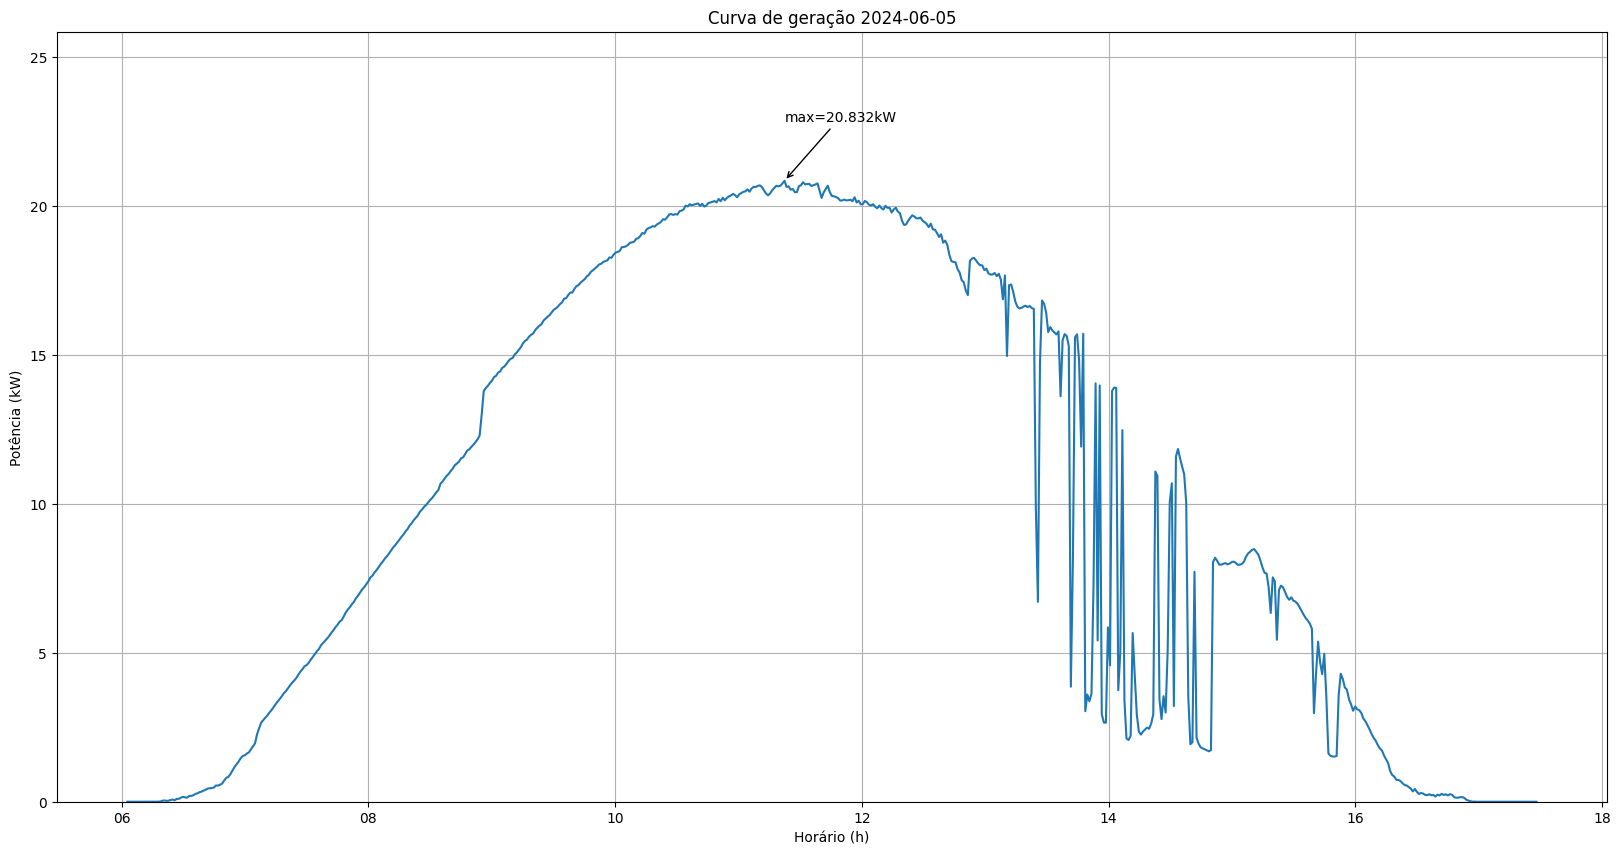 Curva de geração 2024-06-05
25
max=20.832kW
20
15
Potência (kW)
10
5
0
06 08 10 12 14 16 18
Horário (h)